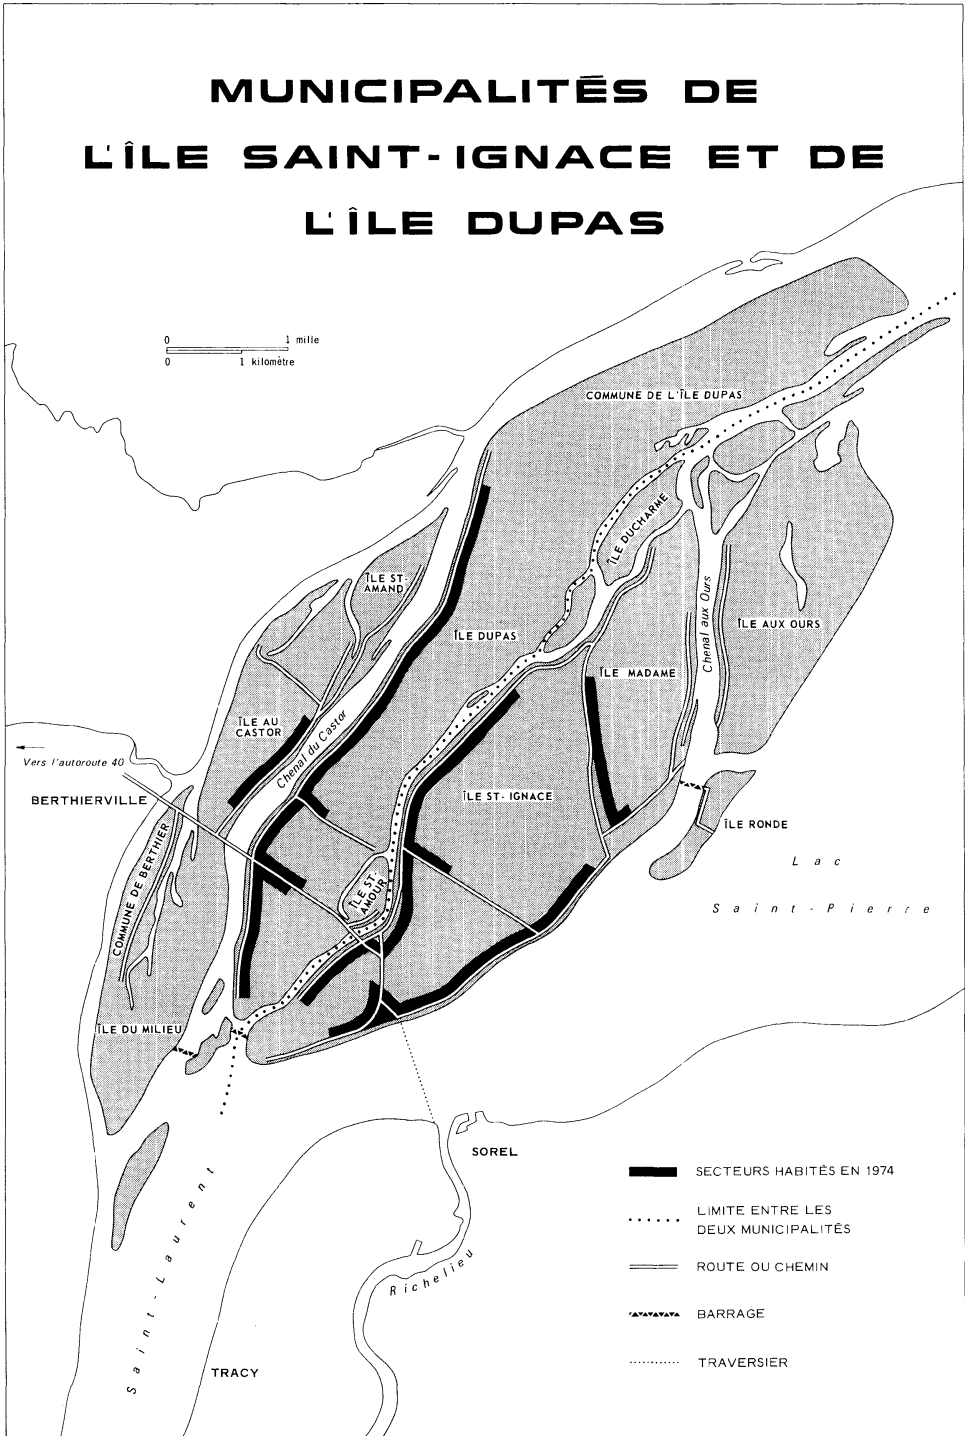 MUNICIPALITÉS DE
L'ÎLE SAINT-IGNACE ET DE
L'ÎLE DUPAS
0 1 mille
0 1 kilomètre
COMMUNE DE L'ÎLE DUPAS
ÎLE DUCHARME
ÎLE ST-
AMAND
ÎLE DUPAS
Chenal aux Ours
ÎLE AUX OURS
ÎLE MADAME
ÎLE AU
CASTOR
Chenal du Castor
Vers l'autoroute 40
BERTHIERVILLE
ÎLE ST-IGNACE
ÎLE RONDE
COMMUNE DE BERTHIER
ÎLE ST-
AMOUR
Lac
Saint-Pierre
ÎLE DU MILIEU
SOREL
Saint-Laurent
Richelieu
TRACY
SECTEURS HABITÉS EN 1974
LIMITE ENTRE LES
DEUX MUNICIPALITÉS
ROUTE OU CHEMIN
BARRAGE
TRAVERSIER